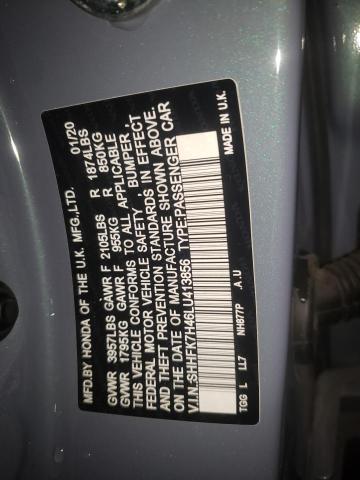 MFD.BY HONDA OF THE U.K. MFG.,LTD. 01/20
GVWR 3957LBS GAWR F 2105LBS R 1874LBS
GVWR 1795KG GAWR F 955KG R 850KG
THIS VEHICLE CONFORMS TO ALL APPLICABLE
FEDERAL MOTOR VEHICLE SAFETY , BUMPER ,
AND THEFT PREVENTION STANDARDS IN EFFECT
ON THE DATE OF MANUFACTURE SHOWN ABOVE.
V.I.N.:SHHFK7H46LU413856 TYPE:PASSENGER CAR
TGG L LL7 NH877P .A.U MADE IN U.K.